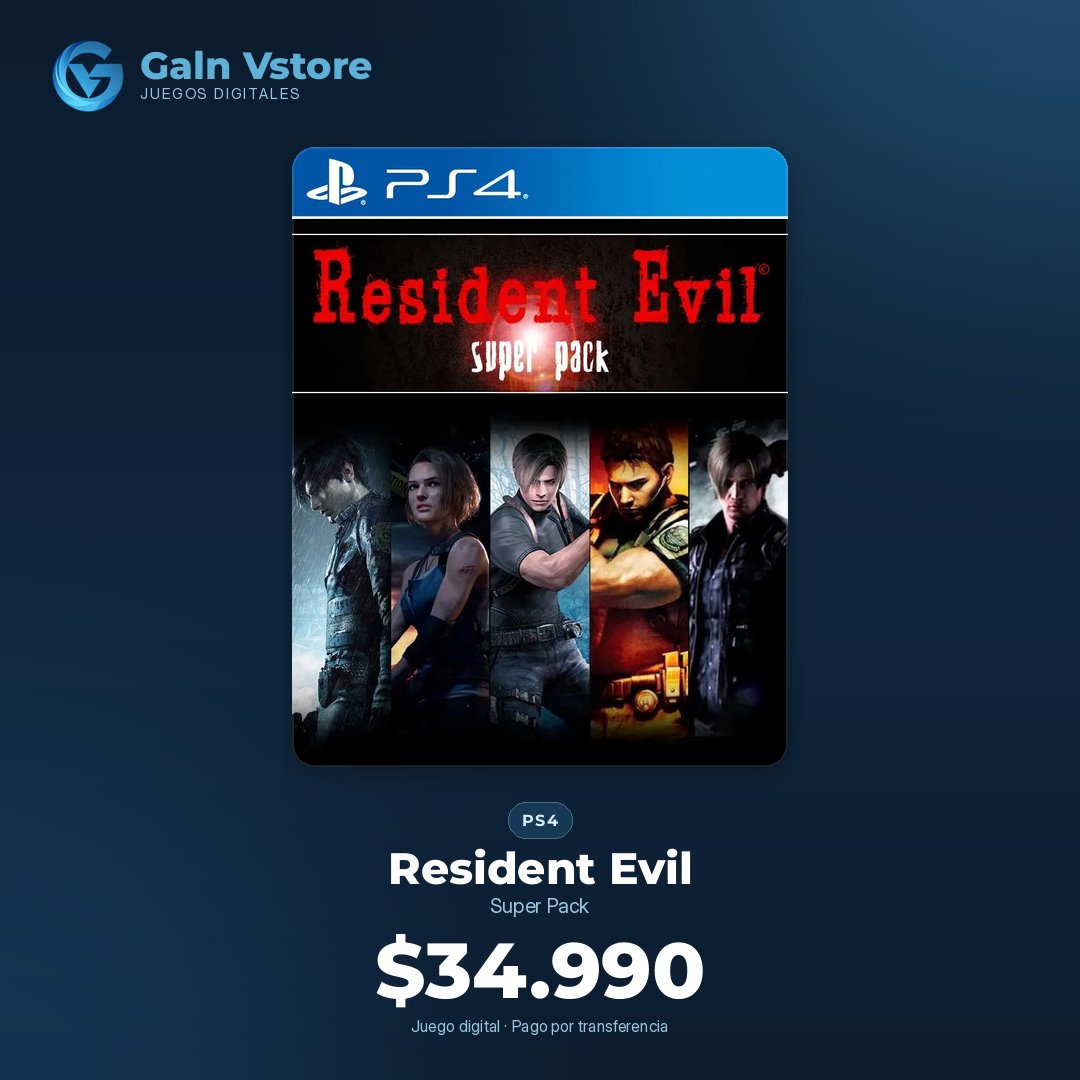 GaIn Vstore
JUEGOS DIGITALES
PS4
Resident Evil©
super pack
PS4
Resident Evil
Super Pack
$34.990
Juego digital · Pago por transferencia